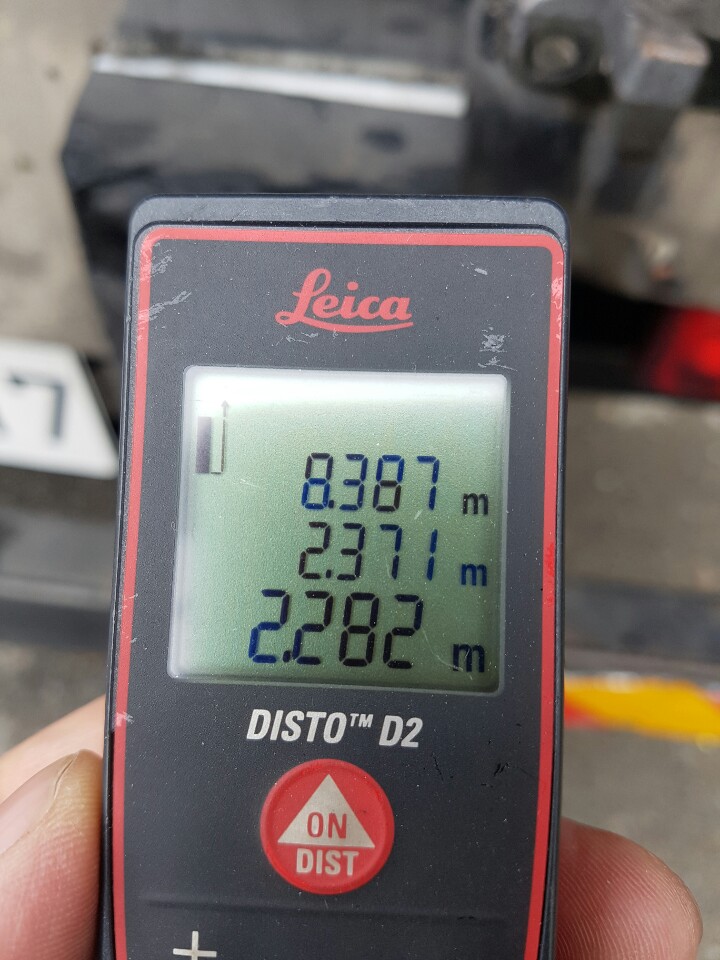 Leica
8.387 m
2.371 m
2.282 m
DISTO™ D2
ON
DIST
+